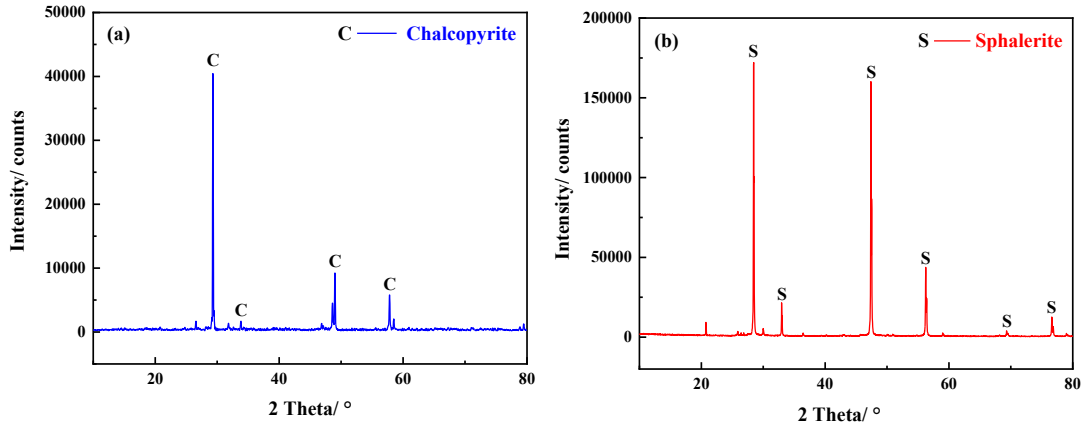 (a)
C — Chalcopyrite
50000
40000
30000
20000
10000
0
Intensity/ counts
C
C
C
C
20
40
60
80
2 Theta/ °
(b)
S — Sphalerite
200000
150000
100000
50000
0
Intensity/ counts
S
S
S
S
S
S
20
40
60
80
2 Theta/ °